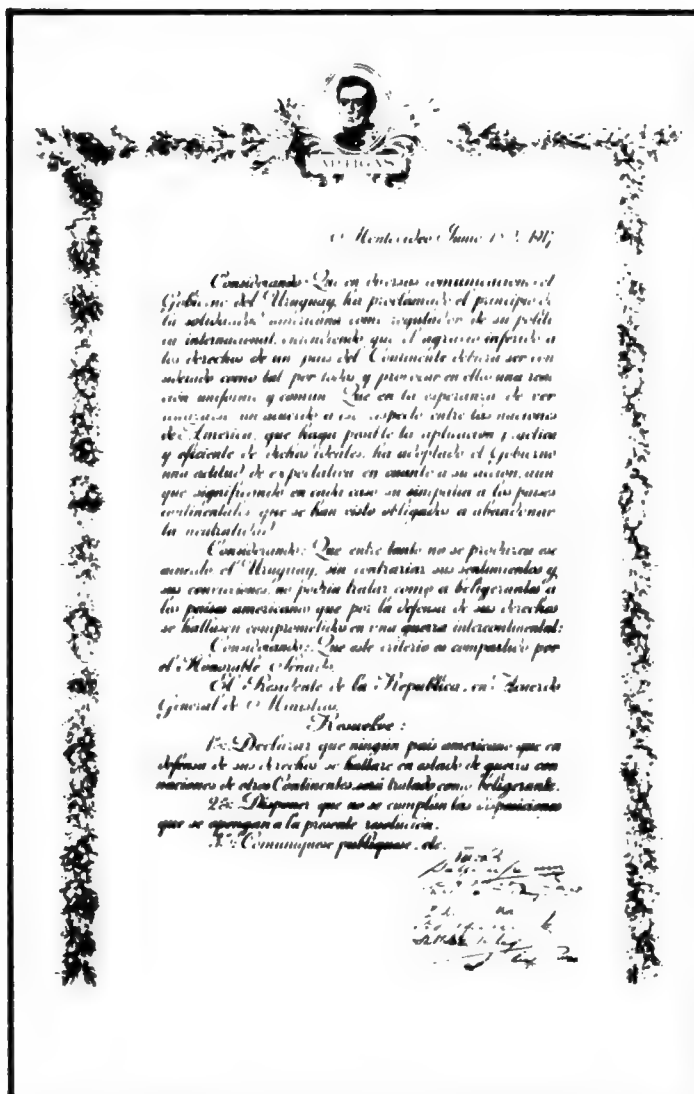 ARTIGAS
Montevideo Junio 18 1917
Considerando: Que en diversas comunicaciones el
Gobierno del Uruguay, ha proclamado el principio de
la solidaridad americana como regulador de su políti
ca internacional, entendiendo que el agravio inferido a
los derechos de un país del Continente debería ser con
siderado como tal por todos y provocar en ellos una reac
ción uniforme y común. Que en la esperanza de ver
un acuerdo a ese respecto entre las naciones
de America, que haga posible la aplicación práctica
y eficiente de dichos ideales, ha adoptado el Gobierno
una actitud de expectativa en cuanto a su acción, aun
que significando en cada caso su simpatía a los países
continentales que se han visto obligados a abandonar
la neutralidad
Considerando: Que entre tanto no se produzca ese
acuerdo el Uruguay, sin contrariar sus sentimientos y
sus convicciones, no podría tratar como a beligerantes a
los países americanos que por la defensa de sus derechos
se hallasen comprometidos en una guerra intercontinental:
Considerando: Que este criterio es compartido por
el Honorable Senado,
El Presidente de la República, en Acuerdo
General de Ministros,
Resuelve:
1º: Declarar que ningún país americano que en
defensa de sus derechos se hallare en estado de guerra con
naciones de otros Continentes será tratado como beligerante.
2º: Disponer que no se cumplan las disposiciones
que se opongan a la presente resolución.
3º: Comuníquese publíquese, etc.